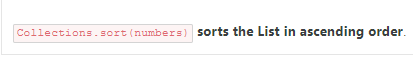 Collections.sort(numbers) sorts the List in ascending order.